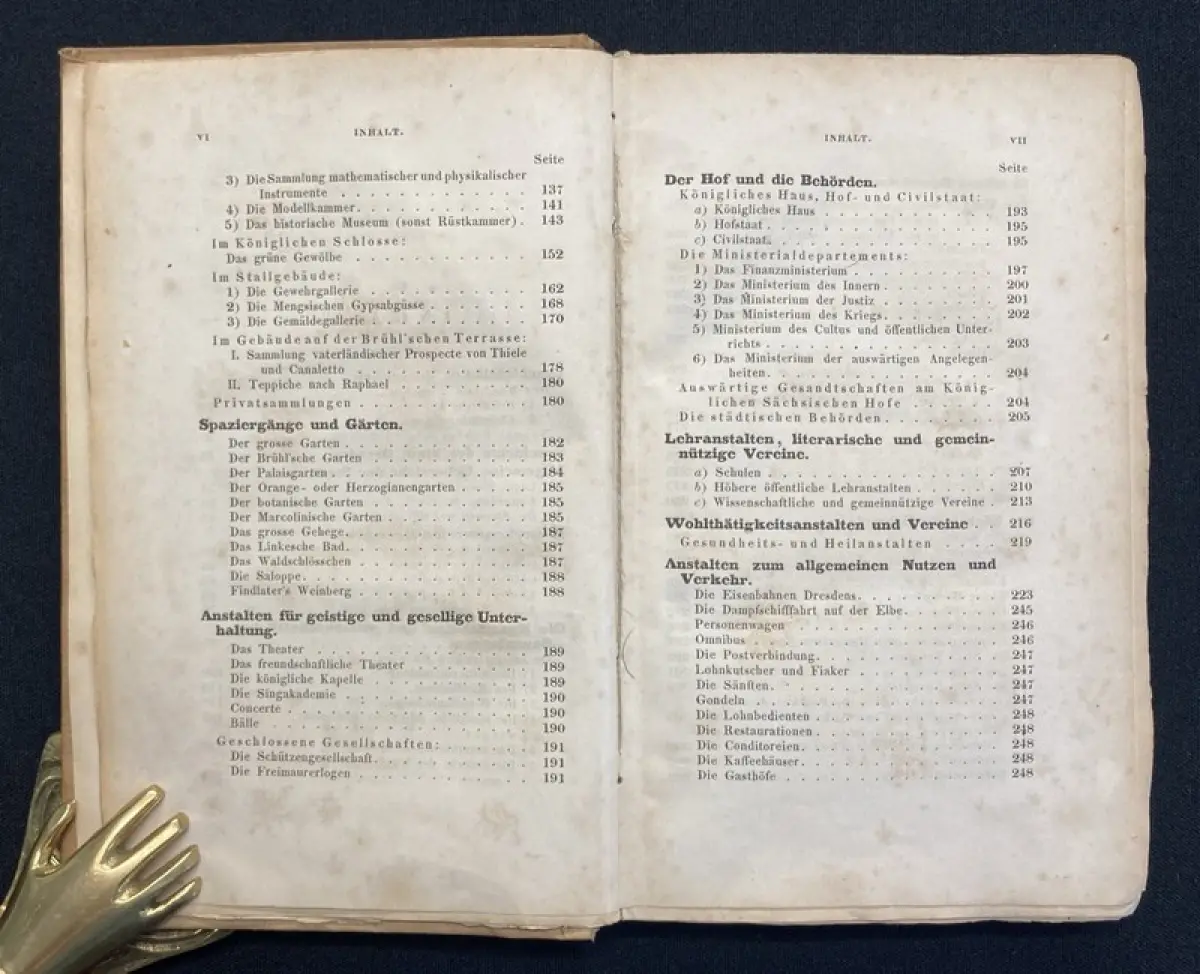 VI
INHALT.
Seite
3) Die Sammlung mathematischer und physikalischer
Instrumente . . . . . . . . . . . . . 137
4) Die Modellkammer. . . . . . . . . . . . 141
5) Das historische Museum (sonst Rüstkammer) . 143
Im Königlichen Schlosse:
Das grüne Gewölbe . . . . . . . . . . . . 152
Im Stallgebäude:
1) Die Gewehrgallerie . . . . . . . . . . . 162
2) Die Mengsischen Gypsabgüsse . . . . . . . 168
3) Die Gemäldegallerie . . . . . . . . . . . 170
Im Gebäude auf der Brühl'schen Terrasse:
I. Sammlung vaterländischer Prospecte von Thiele
und Canaletto . . . . . . . . . . . . 178
II. Teppiche nach Raphael . . . . . . . . . 180
Privatsammlungen . . . . . . . . . . . . 180
Spaziergänge und Gärten.
Der grosse Garten . . . . . . . . . . . . . 182
Der Brühl'sche Garten . . . . . . . . . . . 183
Der Palaisgarten . . . . . . . . . . . . . . 184
Der Orange- oder Herzoginnengarten . . . . . 185
Der botanische Garten . . . . . . . . . . . 185
Der Marcolinische Garten . . . . . . . . . . 185
Das grosse Gehege. . . . . . . . . . . . . 187
Das Linkesche Bad. . . . . . . . . . . . . 187
Das Waldschlösschen . . . . . . . . . . . . 187
Die Saloppe. . . . . . . . . . . . . . . . 188
Findlater's Weinberg . . . . . . . . . . . . 188
Anstalten für geistige und gesellige Unter-
haltung.
Das Theater . . . . . . . . . . . . . . . 189
Das freundschaftliche Theater . . . . . . . . 189
Die königliche Kapelle . . . . . . . . . . . 189
Die Singakademie . . . . . . . . . . . . . 190
Concerte . . . . . . . . . . . . . . . . . 190
Bälle . . . . . . . . . . . . . . . . . . 190
Geschlossene Gesellschaften: . . . . . . 191
Die Schützengesellschaft. . . . . . . . . . . 191
Die Freimaurerlogen . . . . . . . . . . . . 191
INHALT.
VII
Seite
Der Hof und die Behörden.
Königliches Haus, Hof- und Civilstaat:
a) Königliches Haus . . . . . . . . . . . 193
b) Hofstaat . . . . . . . . . . . . . . . 195
c) Civilstaat. . . . . . . . . . . . . . . 195
Die Ministerialdepartements:
1) Das Finanzministerium . . . . . . . . . 197
2) Das Ministerium des Innern . . . . . . . 200
3) Das Ministerium der Justiz . . . . . . . 201
4) Das Ministerium des Kriegs. . . . . . . . 202
5) Ministerium des Cultus und öffentlichen Unter-
richts . . . . . . . . . . . . . . . 203
6) Das Ministerium der auswärtigen Angelegen-
heiten. . . . . . . . . . . . . . . 204
Auswärtige Gesandtschaften am König-
lichen Sächsischen Hofe . . . . . . 204
Die städtischen Behörden. . . . . . . . 205
Lehranstalten, literarische und gemein-
nützige Vereine.
a) Schulen . . . . . . . . . . . . . . . 207
b) Höhere öffentliche Lehranstalten . . . . . . 210
c) Wissenschaftliche und gemeinnützige Vereine . 213
Wohlthätigkeitsanstalten und Vereine . . 216
Gesundheits- und Heilanstalten . . . . 219
Anstalten zum allgemeinen Nutzen und
Verkehr.
Die Eisenbahnen Dresdens. . . . . . . . . . 223
Die Dampfschifffahrt auf der Elbe. . . . . . . 245
Personenwagen . . . . . . . . . . . . . . 246
Omnibus . . . . . . . . . . . . . . . . . 246
Die Postverbindung. . . . . . . . . . . . . 247
Lohnkutscher und Fiaker . . . . . . . . . . 247
Die Sänften. . . . . . . . . . . . . . . . 247
Gondeln . . . . . . . . . . . . . . . . . 247
Die Lohnbedienten . . . . . . . . . . . . . 248
Die Restaurationen . . . . . . . . . . . . . 248
Die Conditoreien. . . . . . . . . . . . . . 248
Die Kaffeehäuser. . . . . . . . . . . . . . 248
Die Gasthöfe . . . . . . . . . . . . . . . 248